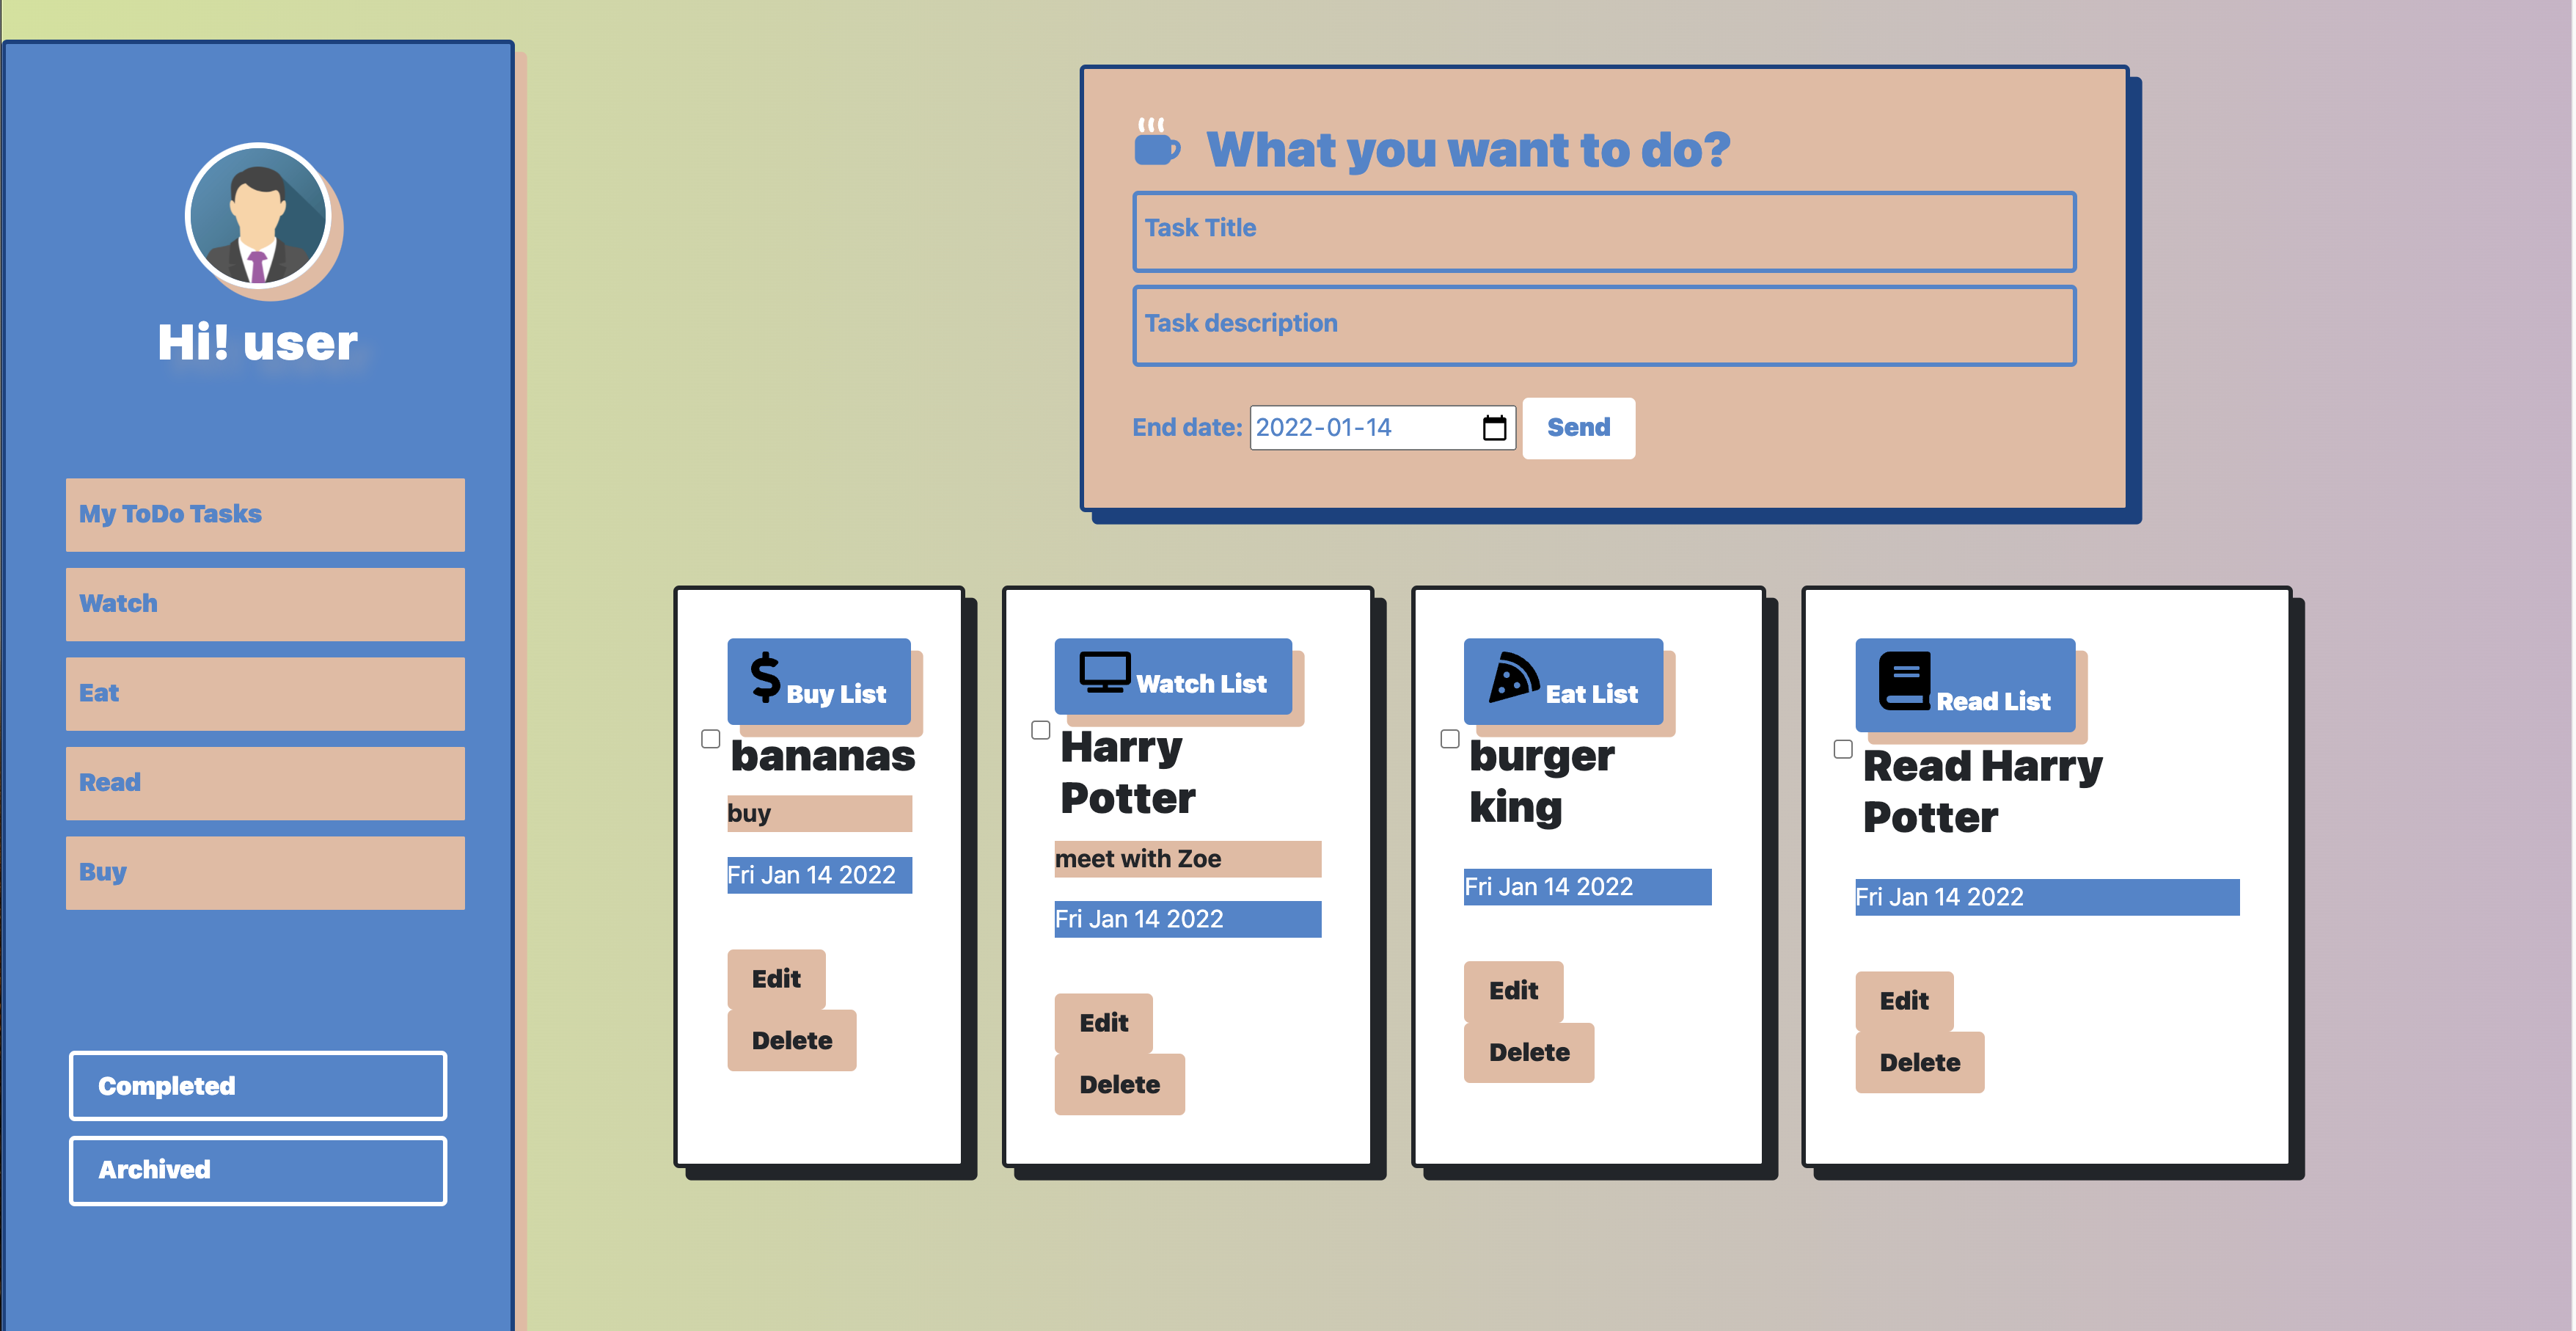 Hi! user
My ToDo Tasks
Watch
Eat
Read
Buy
Completed
Archived
What you want to do?
Task Title
Task description
End date: 2022-01-14 Send
Buy List
bananas
buy
Fri Jan 14 2022
Edit
Delete
Watch List
Harry
Potter
meet with Zoe
Fri Jan 14 2022
Edit
Delete
Eat List
burger
king
Fri Jan 14 2022
Edit
Delete
Read List
Read Harry
Potter
Fri Jan 14 2022
Edit
Delete